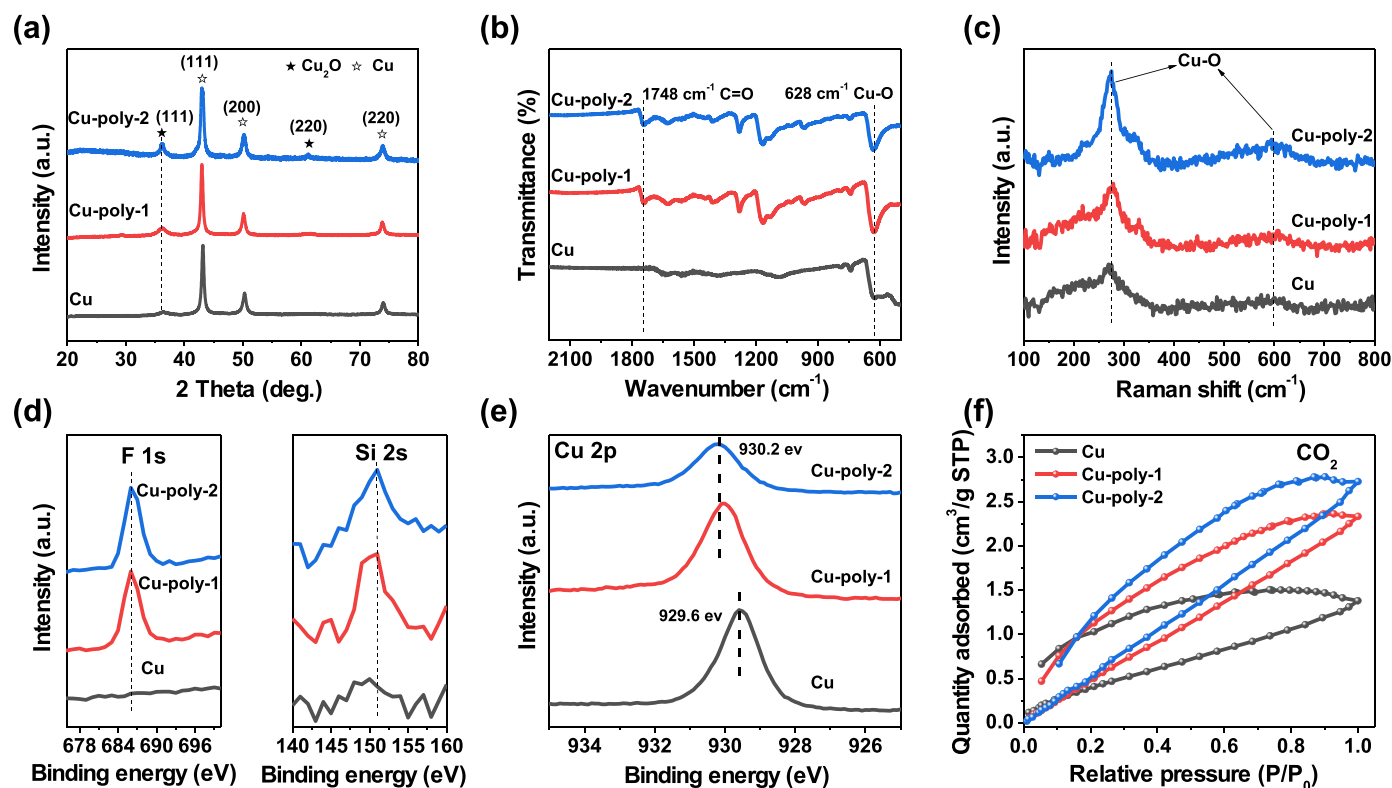 (a)
(111)
★ Cu₂O ☆ Cu
Cu-poly-2
(111)
(200)
(220)
(220)
Cu-poly-1
Cu
Intensity (a.u.)
20 30 40 50 60 70 80
2 Theta (deg.)
(b)
Cu-poly-2
1748 cm⁻¹ C=O
628 cm⁻¹ Cu-O
Cu-poly-1
Cu
Transmittance (%)
2100 1800 1500 1200 900 600
Wavenumber (cm⁻¹)
(c)
Cu-O
Cu-poly-2
Cu-poly-1
Cu
Intensity (a.u.)
100 200 300 400 500 600 700 800
Raman shift (cm⁻¹)
(d)
F 1s
Cu-poly-2
Cu-poly-1
Cu
Intensity (a.u.)
678 684 690 696
Binding energy (eV)
Si 2s
140 145 150 155 160
Binding energy (eV)
(e)
Cu 2p
930.2 ev
Cu-poly-2
Cu-poly-1
929.6 ev
Cu
Intensity (a.u.)
934 932 930 928 926
Binding energy (eV)
(f)
Cu
Cu-poly-1
Cu-poly-2
CO₂
Quantity adsorbed (cm³/g STP)
3.0
2.5
2.0
1.5
1.0
0.5
0.0
0.0 0.2 0.4 0.6 0.8 1.0
Relative pressure (P/P₀)